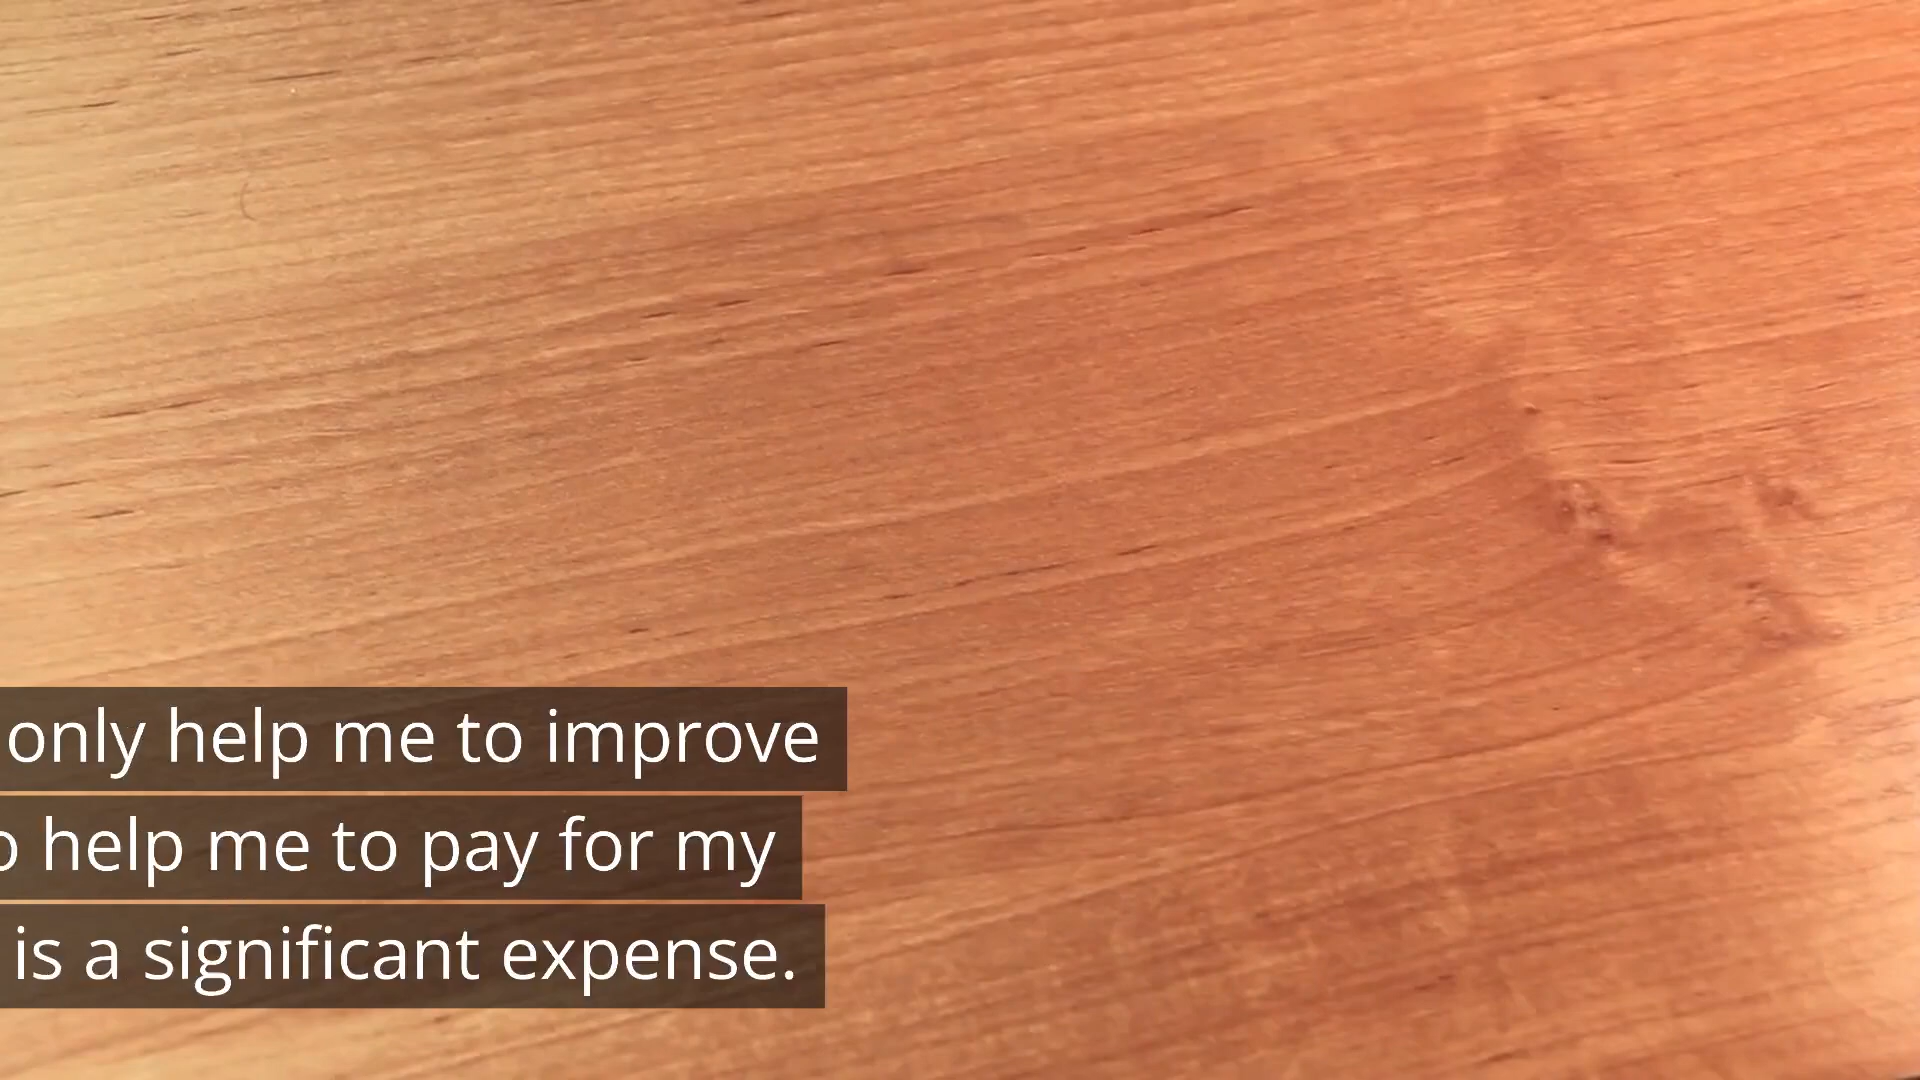 only help me to improve
help me to pay for my
is a significant expense.